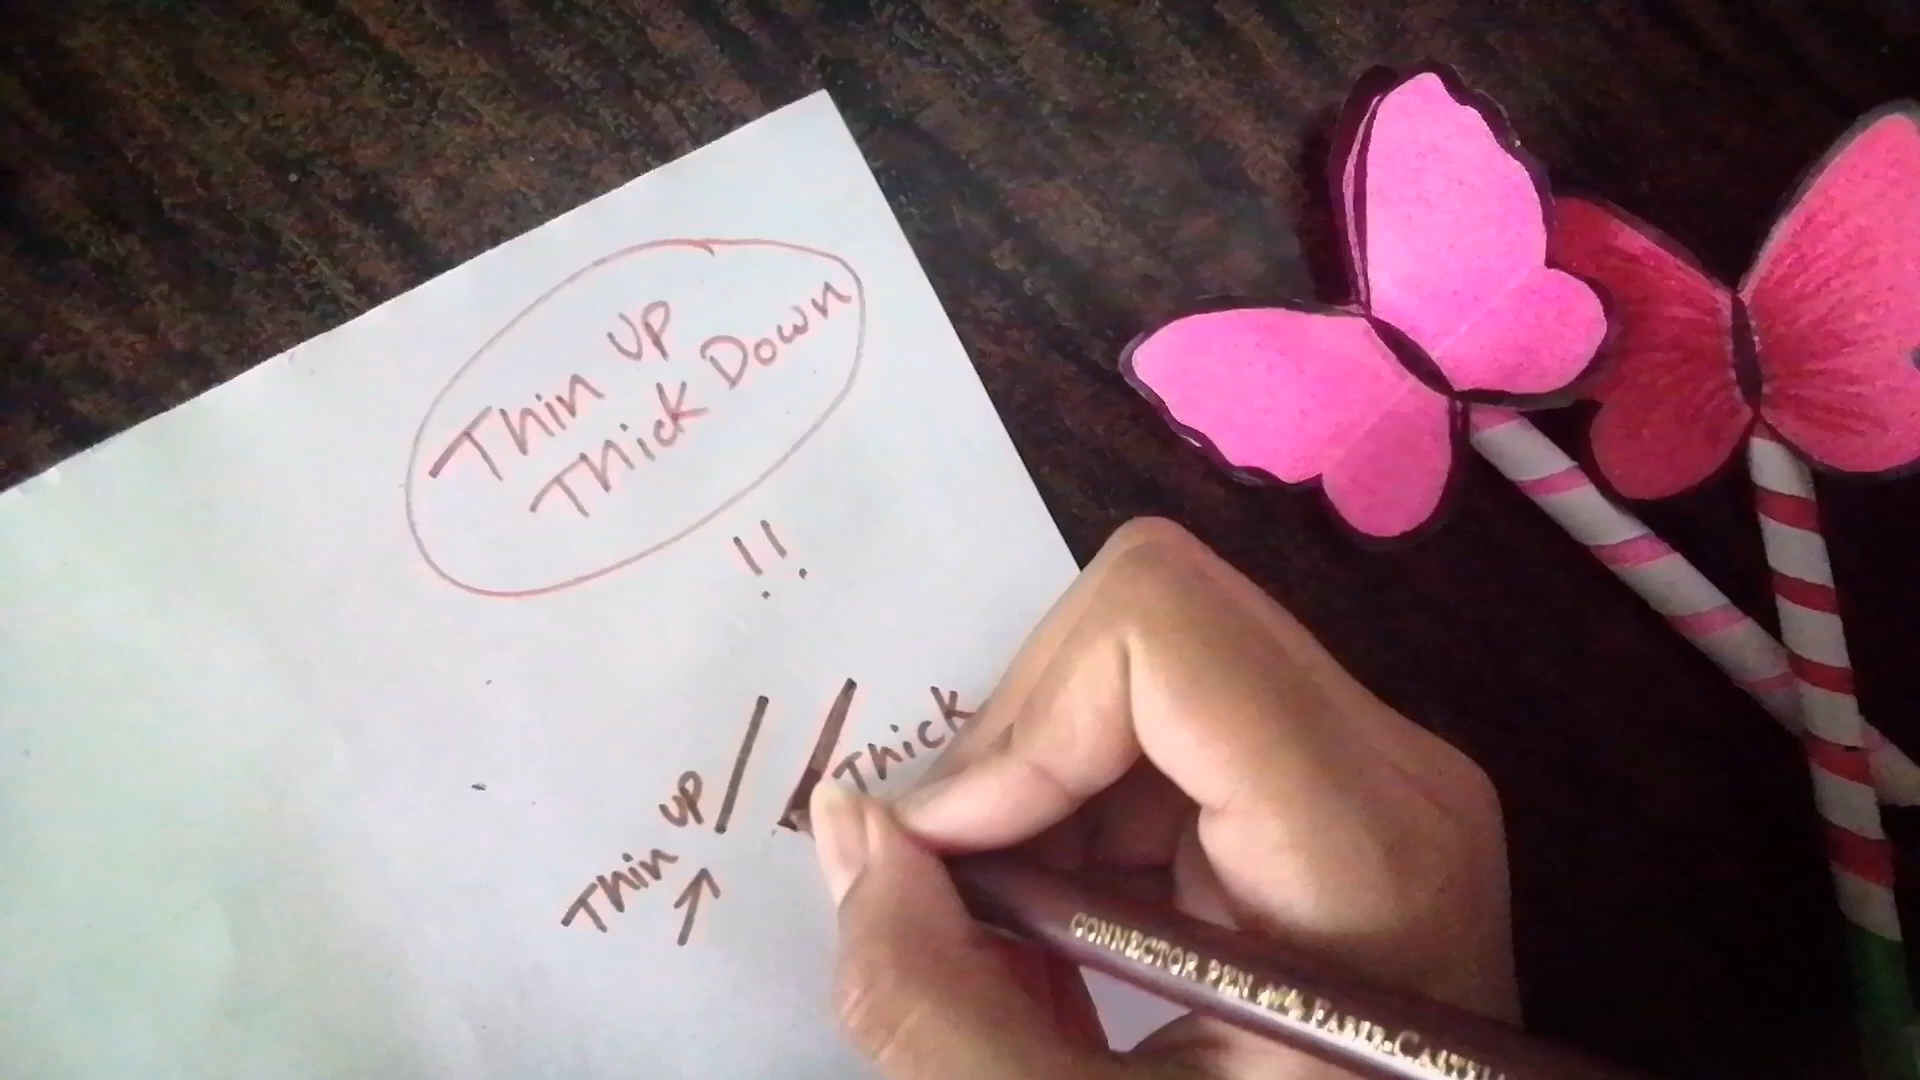 Thin UP
Thick Down
!!
Thin UP
Thick
CONNECTOR PEN FABER-CASTELL